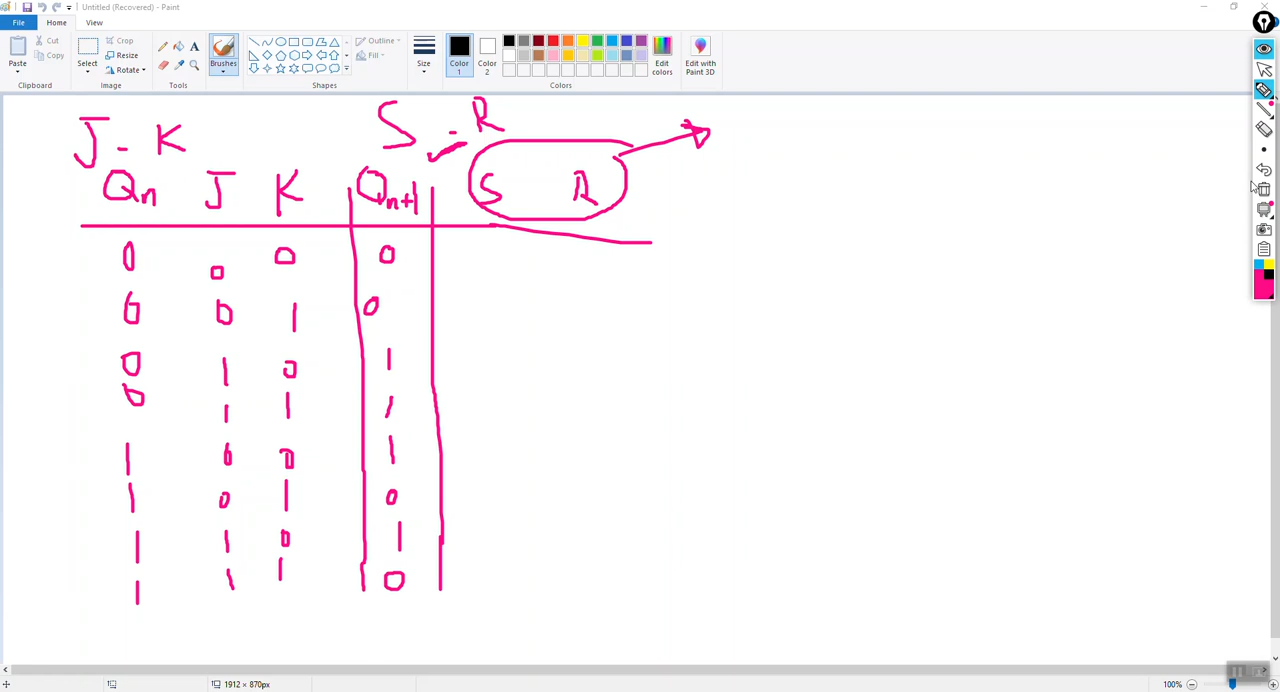 Untitled (Recovered) - Paint
File Home View
Paste Cut Copy Select Crop Resize Rotate Brushes Outline Fill Size Color 1 Color 2 Edit colors Edit with Paint 3D
Clipboard Image Tools Shapes Colors
J - K S - R
Qn J K Qn+1 S R
0 0 0 0
0 0 1 0
0 1 0 1
0 1 1 1
1 0 0 1
1 0 1 0
1 1 0 1
1 1 1 0
1912 × 870px 100%